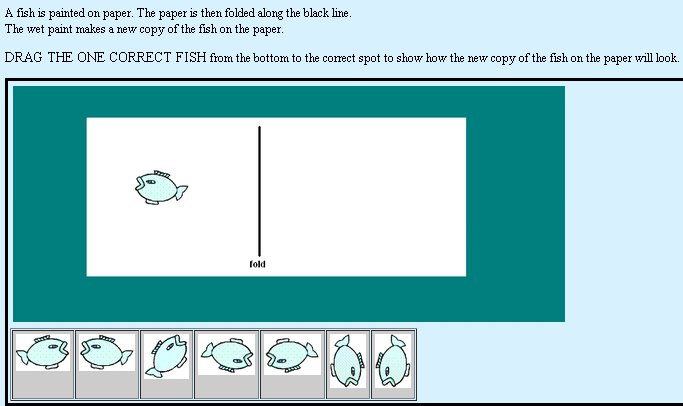 A fish is painted on paper. The paper is then folded along the black line.
The wet paint makes a new copy of the fish on the paper.
DRAG THE ONE CORRECT FISH from the bottom to the correct spot to show how the new copy of the fish on the paper will look.
fold